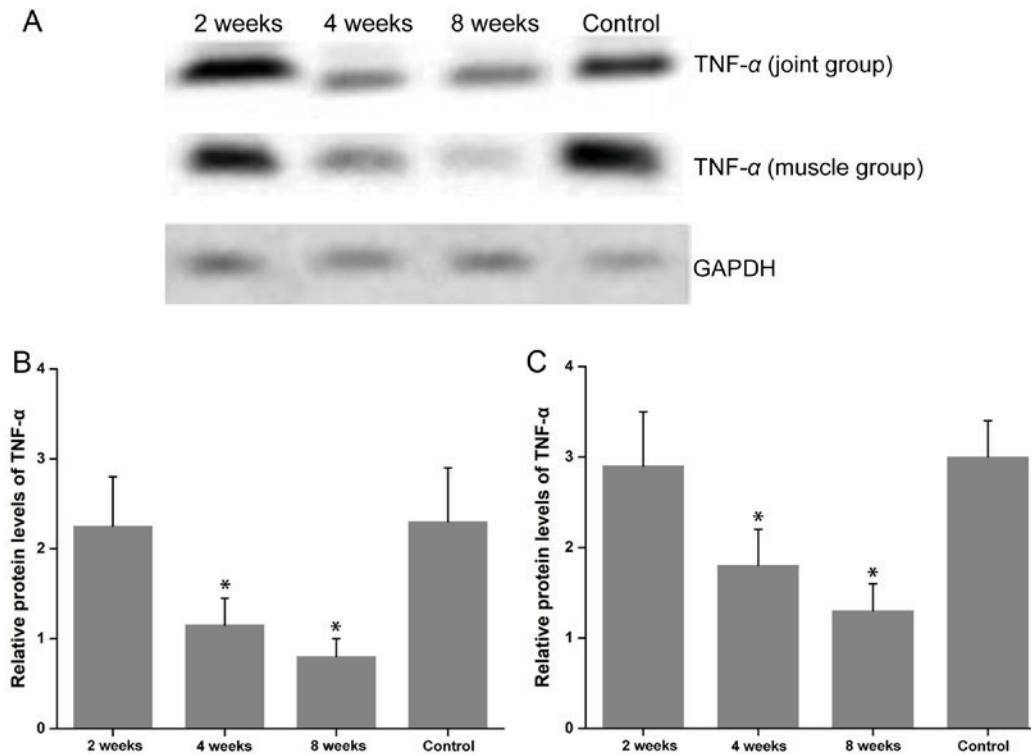 A
2 weeks 4 weeks 8 weeks Control
TNF-α (joint group)
TNF-α (muscle group)
GAPDH
B
Relative protein levels of TNF-α
4
3
2
1
0
* *
2 weeks 4 weeks 8 weeks Control
C
Relative protein levels of TNF-α
4
3
2
1
0
* *
2 weeks 4 weeks 8 weeks Control